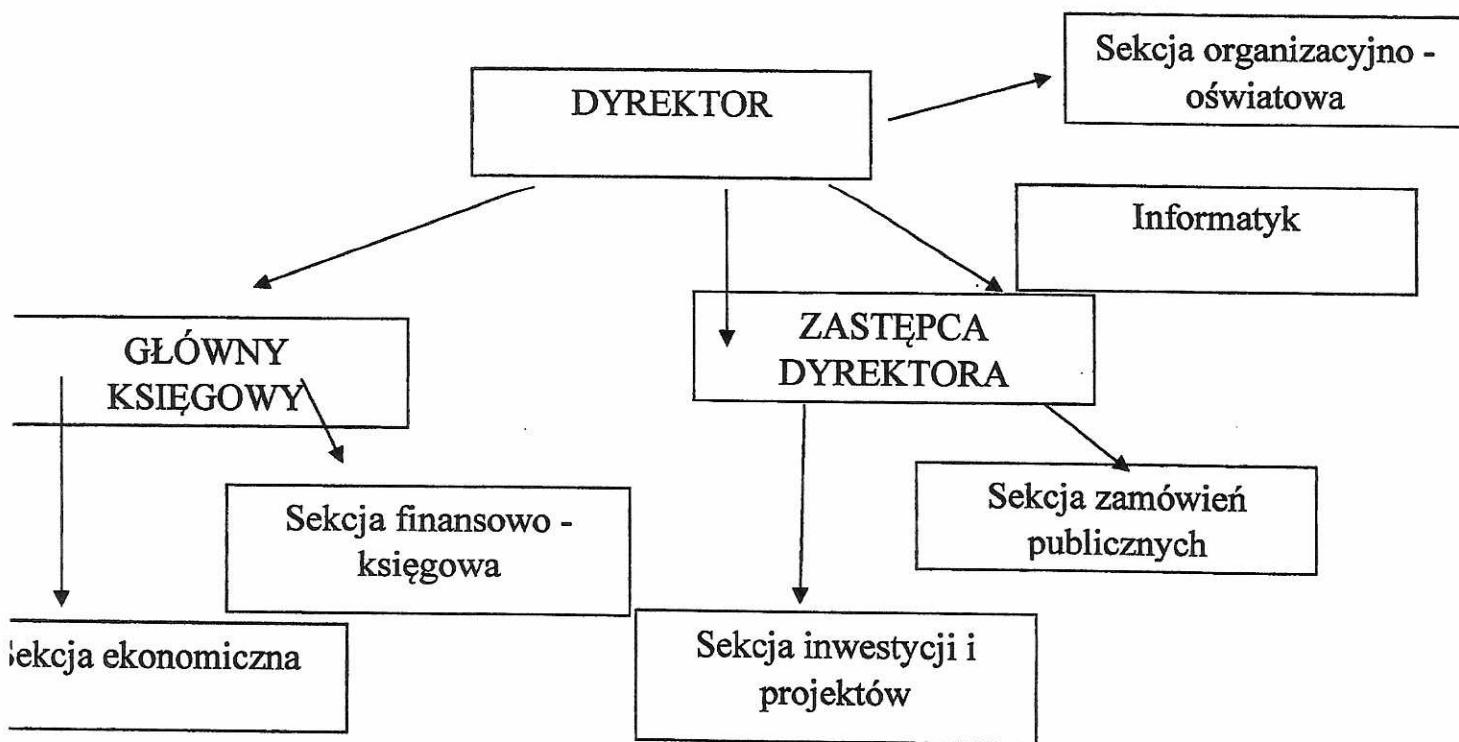 Sekcja organizacyjno -
oświatowa
DYREKTOR
Informatyk
ZASTĘPCA
DYREKTORA
GŁÓWNY
KSIĘGOWY
Sekcja zamówień
publicznych
Sekcja finansowo -
księgowa
Sekcja ekonomiczna
Sekcja inwestycji i
projektów